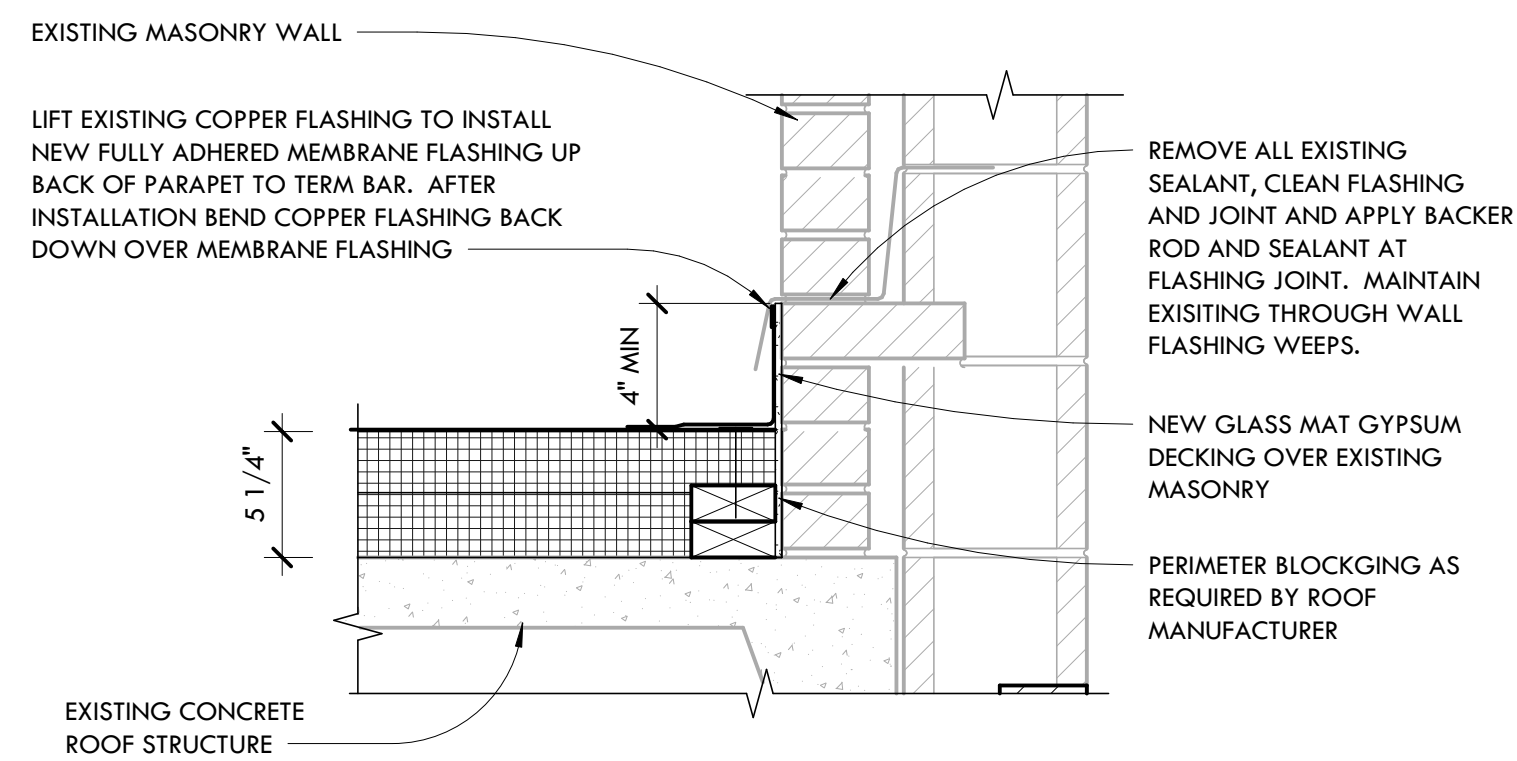 EXISTING MASONRY WALL
LIFT EXISTING COPPER FLASHING TO INSTALL
NEW FULLY ADHERED MEMBRANE FLASHING UP
BACK OF PARAPET TO TERM BAR.  AFTER
INSTALLATION BEND COPPER FLASHING BACK
DOWN OVER MEMBRANE FLASHING
REMOVE ALL EXISTING
SEALANT, CLEAN FLASHING
AND JOINT AND APPLY BACKER
ROD AND SEALANT AT
FLASHING JOINT.  MAINTAIN
EXISITING THROUGH WALL
FLASHING WEEPS.
4" MIN
5 1/4"
NEW GLASS MAT GYPSUM
DECKING OVER EXISTING
MASONRY
PERIMETER BLOCKGING AS
REQUIRED BY ROOF
MANUFACTURER
EXISTING CONCRETE
ROOF STRUCTURE